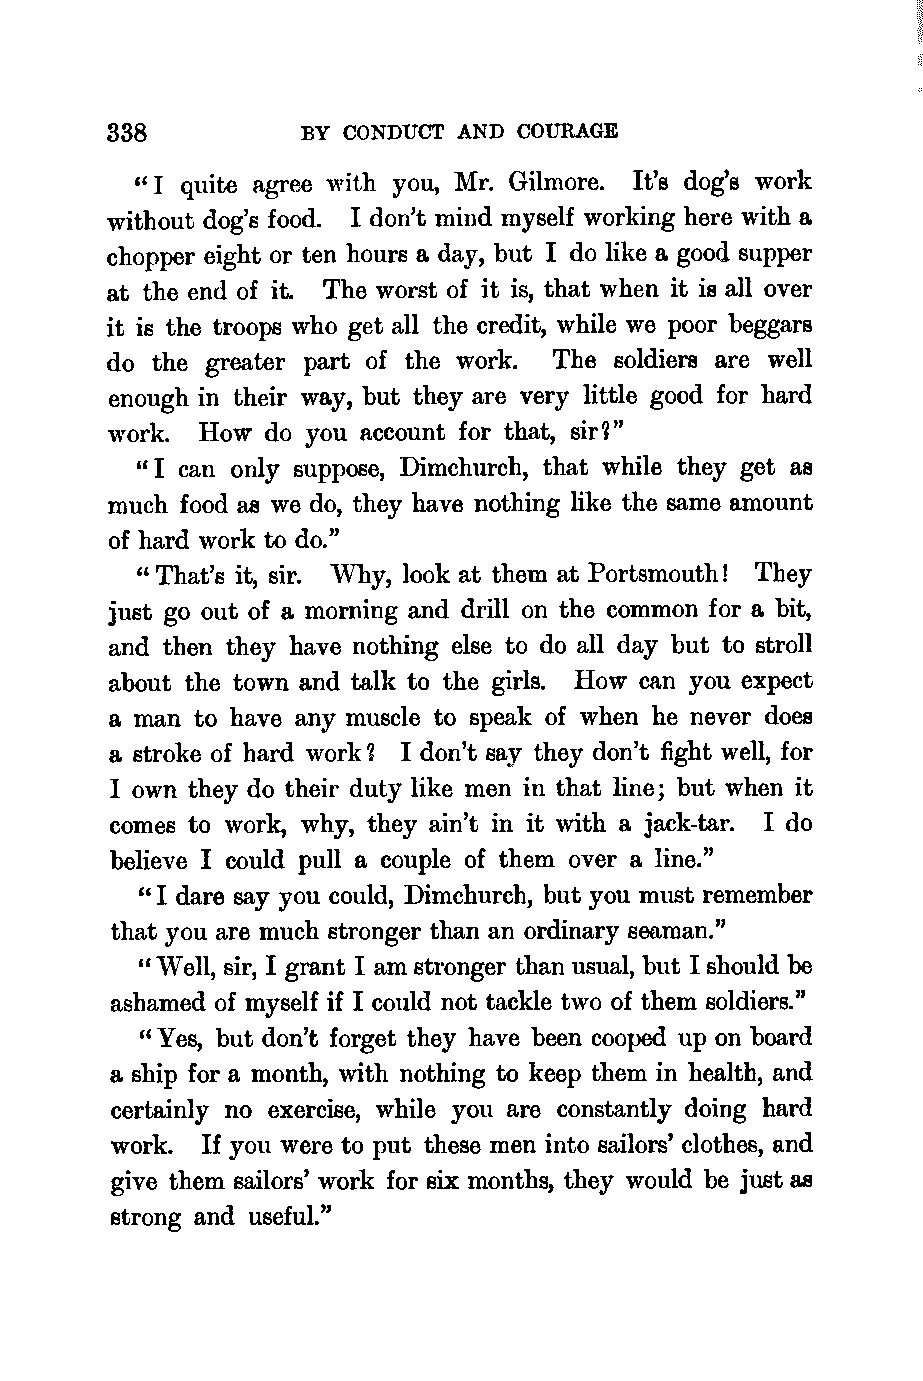 338 BY CONDUCT AND COURAGE
“I quite agree with you, Mr. Gilmore. It’s dog’s work
without dog’s food. I don’t mind myself working here with a
chopper eight or ten hours a day, but I do like a good supper
at the end of it. The worst of it is, that when it is all over
it is the troops who get all the credit, while we poor beggars
do the greater part of the work. The soldiers are well
enough in their way, but they are very little good for hard
work. How do you account for that, sir?”
“I can only suppose, Dimchurch, that while they get as
much food as we do, they have nothing like the same amount
of hard work to do.”
“That’s it, sir. Why, look at them at Portsmouth! They
just go out of a morning and drill on the common for a bit,
and then they have nothing else to do all day but to stroll
about the town and talk to the girls. How can you expect
a man to have any muscle to speak of when he never does
a stroke of hard work? I don’t say they don’t fight well, for
I own they do their duty like men in that line; but when it
comes to work, why, they ain’t in it with a jack-tar. I do
believe I could pull a couple of them over a line.”
“I dare say you could, Dimchurch, but you must remember
that you are much stronger than an ordinary seaman.”
“Well, sir, I grant I am stronger than usual, but I should be
ashamed of myself if I could not tackle two of them soldiers.”
“Yes, but don’t forget they have been cooped up on board
a ship for a month, with nothing to keep them in health, and
certainly no exercise, while you are constantly doing hard
work. If you were to put these men into sailors’ clothes, and
give them sailors’ work for six months, they would be just as
strong and useful.”